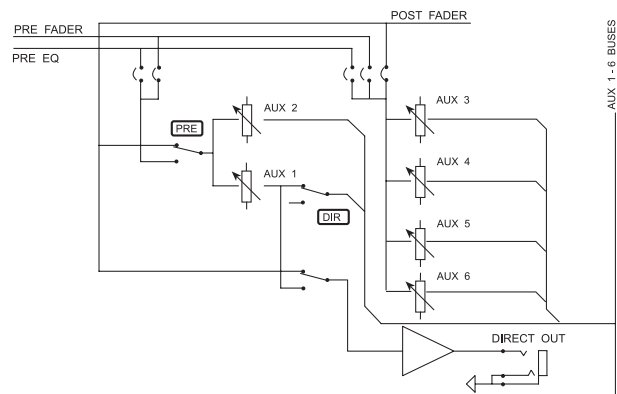 POST FADER
PRE FADER
PRE EQ
AUX 1 - 6 BUSES
AUX 2
AUX 3
PRE
AUX 1
AUX 4
DIR
AUX 5
AUX 6
DIRECT OUT